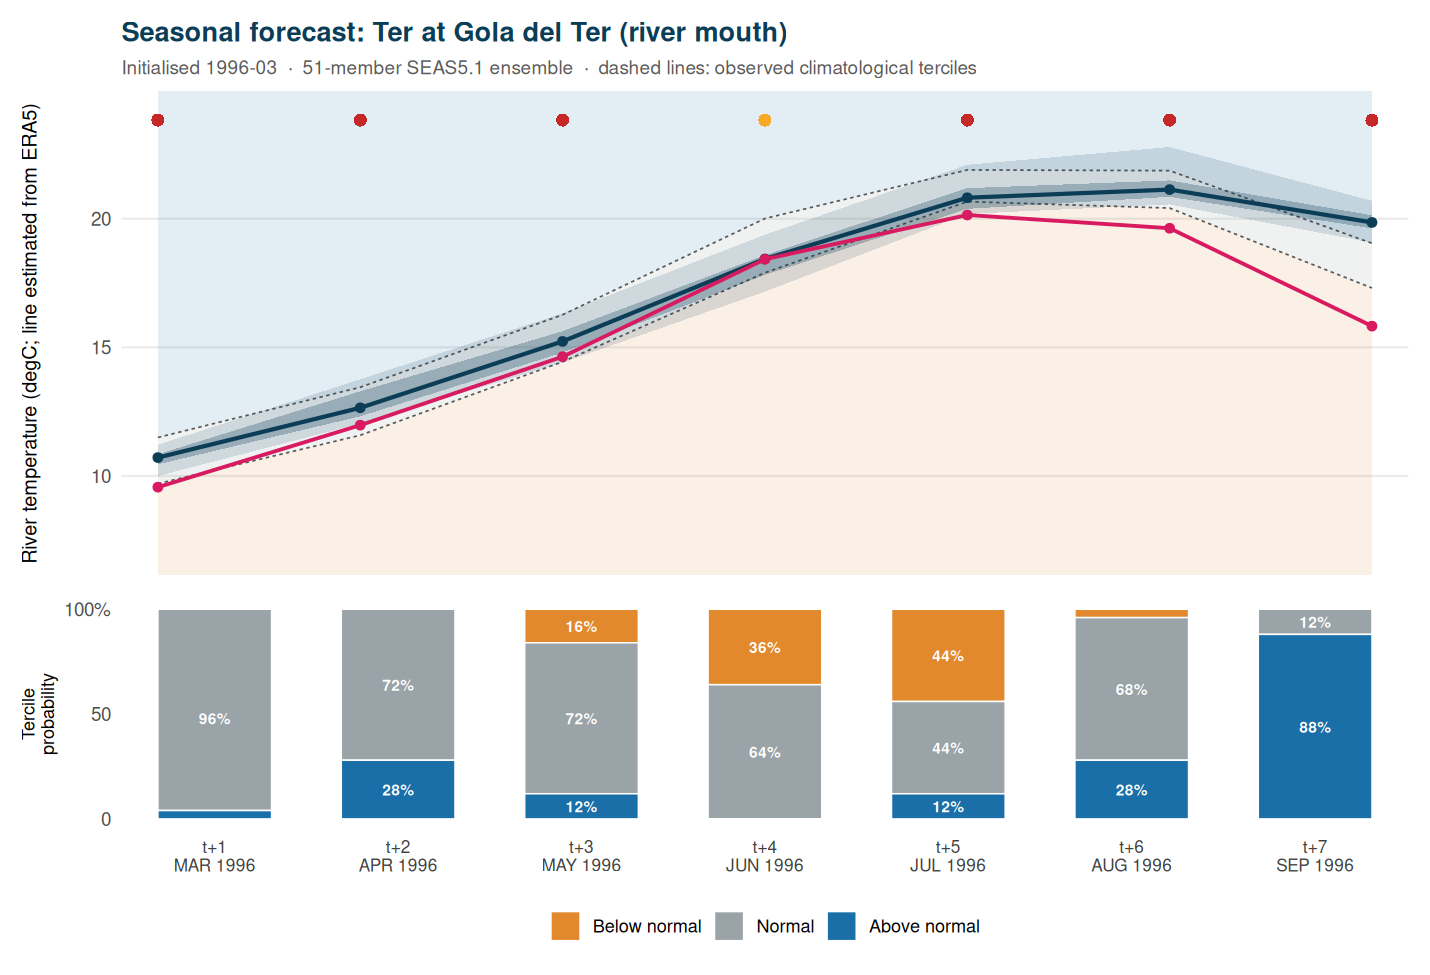 Seasonal forecast: Ter at Gola del Ter (river mouth)
Initialised 1996-03 · 51-member SEAS5.1 ensemble · dashed lines: observed climatological terciles
River temperature (degC; line estimated from ERA5)
20
15
10
Tercile
probability
100%
50
0
96%
72%
28%
16%
72%
12%
36%
64%
44%
44%
12%
68%
28%
12%
88%
t+1
MAR 1996
t+2
APR 1996
t+3
MAY 1996
t+4
JUN 1996
t+5
JUL 1996
t+6
AUG 1996
t+7
SEP 1996
Below normal
Normal
Above normal